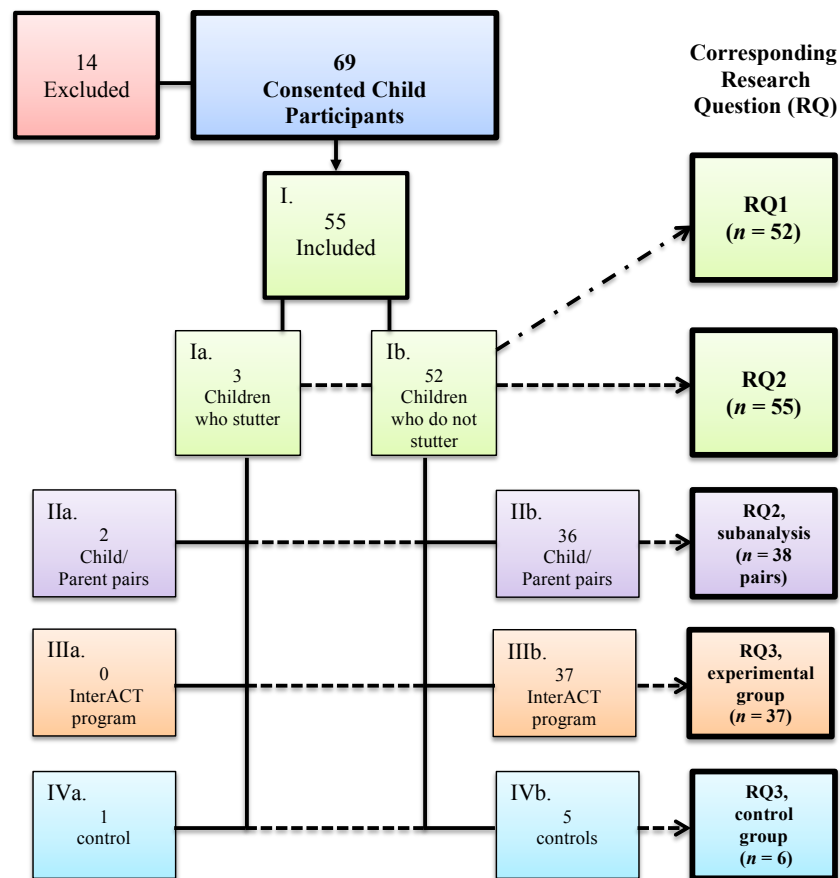 14
Excluded
69
Consented Child
Participants
Corresponding
Research
Question (RQ)
I.
55
Included
RQ1
(n = 52)
Ia.
3
Children
who stutter
Ib.
52
Children
who do not
stutter
RQ2
(n = 55)
IIa.
2
Child/
Parent pairs
IIb.
36
Child/
Parent pairs
RQ2,
subanalysis
(n = 38
pairs)
IIIa.
0
InterACT
program
IIIb.
37
InterACT
program
RQ3,
experimental
group
(n = 37)
IVa.
1
control
IVb.
5
controls
RQ3,
control
group
(n = 6)